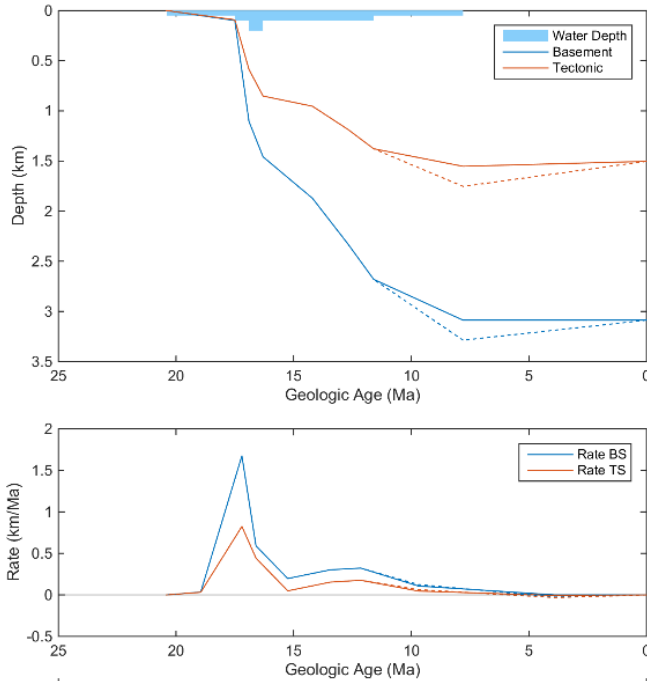 0
0.5
1
1.5
2
2.5
3
3.5
Depth (km)
Water Depth
Basement
Tectonic
25 20 15 10 5 0
Geologic Age (Ma)
2
1.5
1
0.5
0
-0.5
Rate (km/Ma)
Rate BS
Rate TS
25 20 15 10 5 0
Geologic Age (Ma)